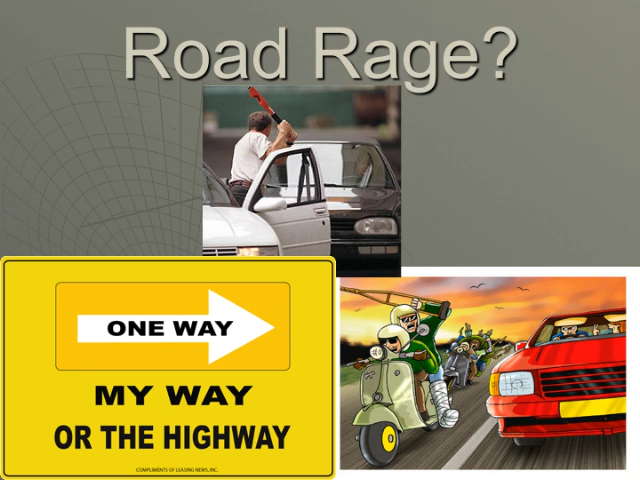 Road Rage?
ONE WAY
MY WAY
OR THE HIGHWAY
COMPLIMENTS OF LEASING NEWS, INC.